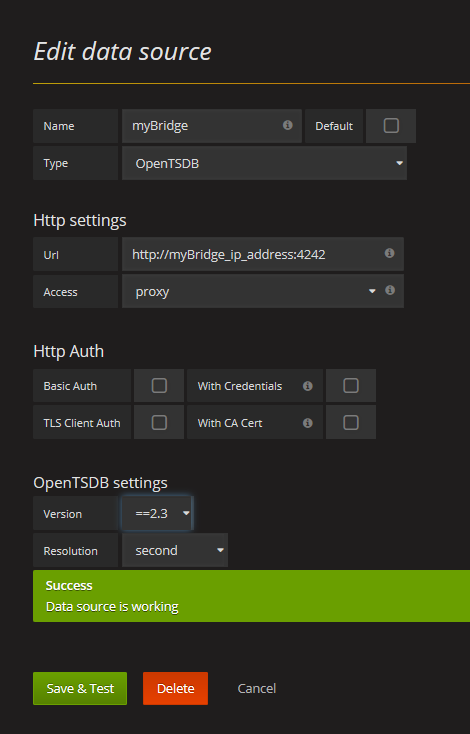 Edit data source
Name myBridge Default
Type OpenTSDB
Http settings
Url http://myBridge_ip_address:4242
Access proxy
Http Auth
Basic Auth With Credentials
TLS Client Auth With CA Cert
OpenTSDB settings
Version ==2.3
Resolution second
Success
Data source is working
Save & Test Delete Cancel